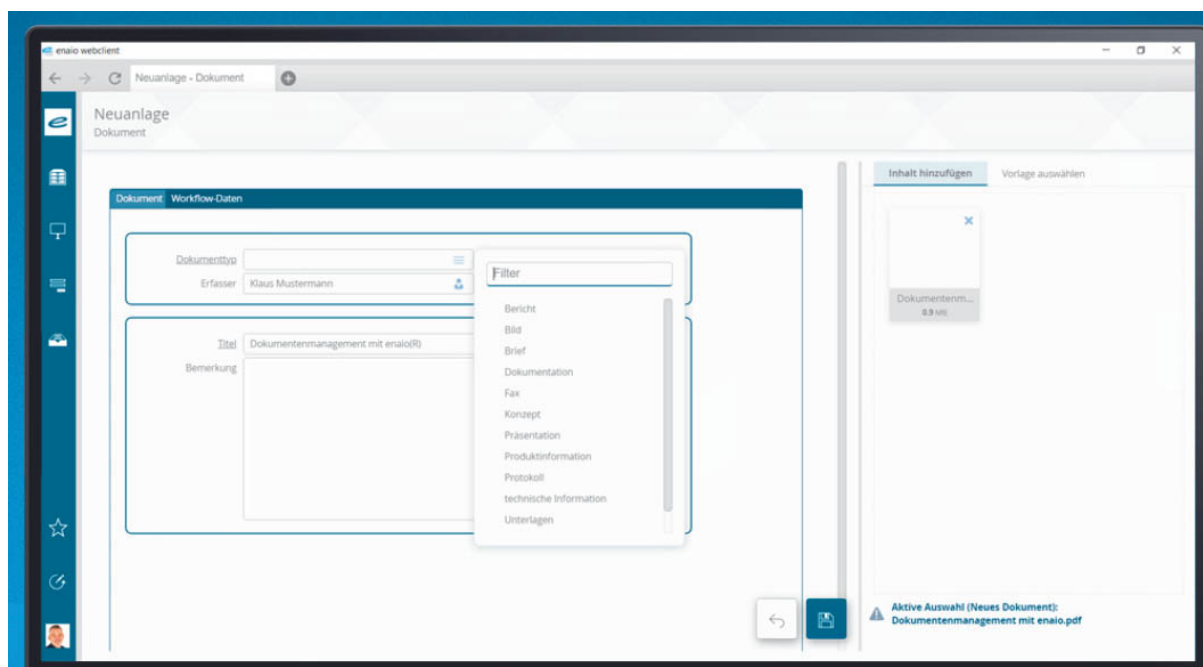 enaio webclient
Neuanlage - Dokument
Neuanlage
Dokument
Dokument Workflow-Daten
Dokumenttyp
Erfasser Klaus Mustermann
Titel Dokumentenmanagement mit enaio(R)
Bemerkung
Filter
Bericht
Bild
Brief
Dokumentation
Fax
Konzept
Präsentation
Produktinformation
Protokoll
technische Information
Unterlagen
Inhalt hinzufügen Vorlage auswählen
Dokumentenm...
8.9 MB
Aktive Auswahl (Neues Dokument):
Dokumentenmanagement mit enaio.pdf